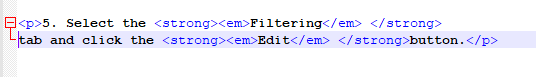 <p>5. Select the <strong><em>Filtering</em> </strong>
tab and click the <strong><em>Edit</em> </strong>button.</p>